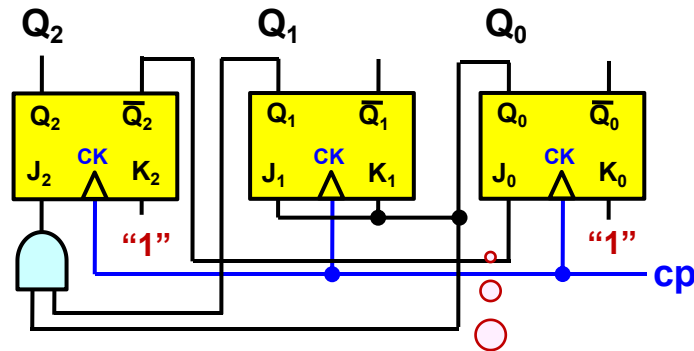 Q₂ Q₁ Q₀
Q₂ Q̅₂ Q₁ Q̅₁ Q₀ Q̅₀
J₂ CK K₂ J₁ CK K₁ J₀ CK K₀
“1” “1”
cp